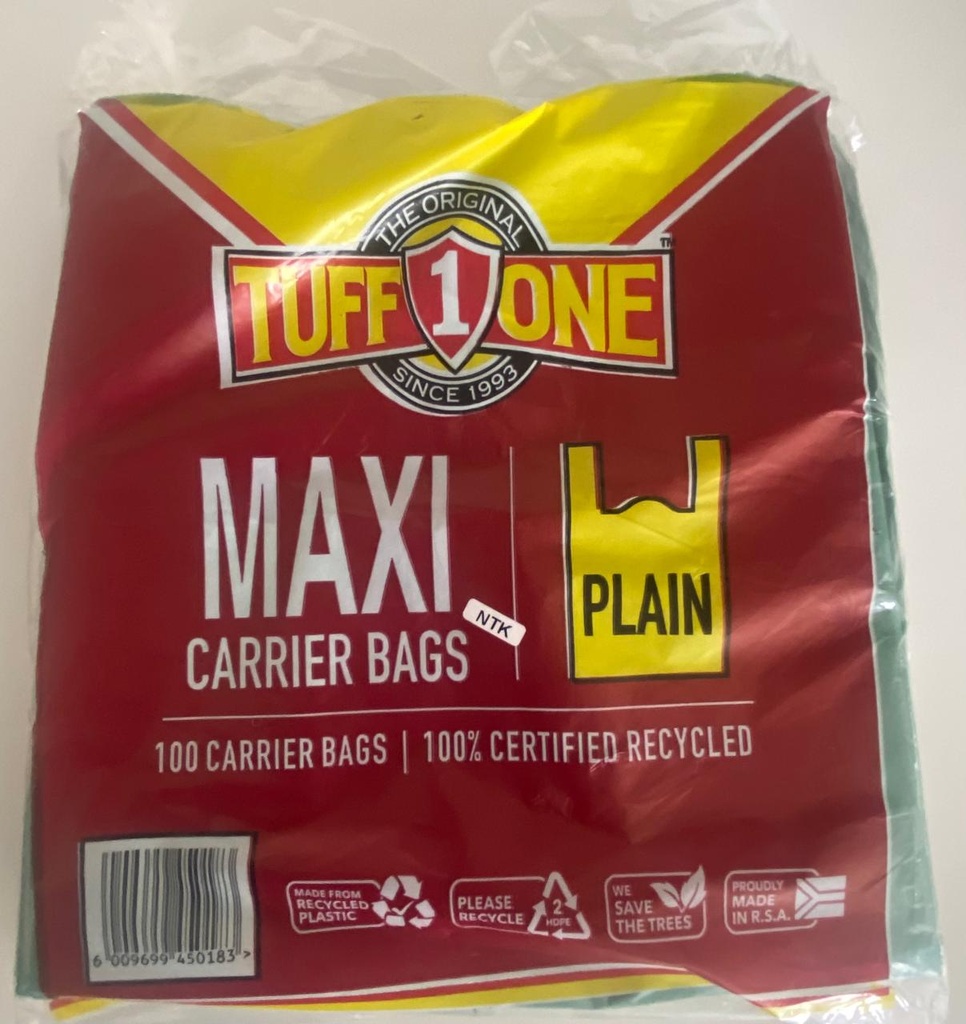 THE ORIGINAL
TUFF 1 ONE ™
SINCE 1993
MAXI
CARRIER BAGS
PLAIN
NTK
100 CARRIER BAGS | 100% CERTIFIED RECYCLED
MADE FROM
RECYCLED
PLASTIC
PLEASE
RECYCLE
2
HDPE
WE
SAVE
THE TREES
PROUDLY
MADE
IN R.S.A.
6 009699 450183 >